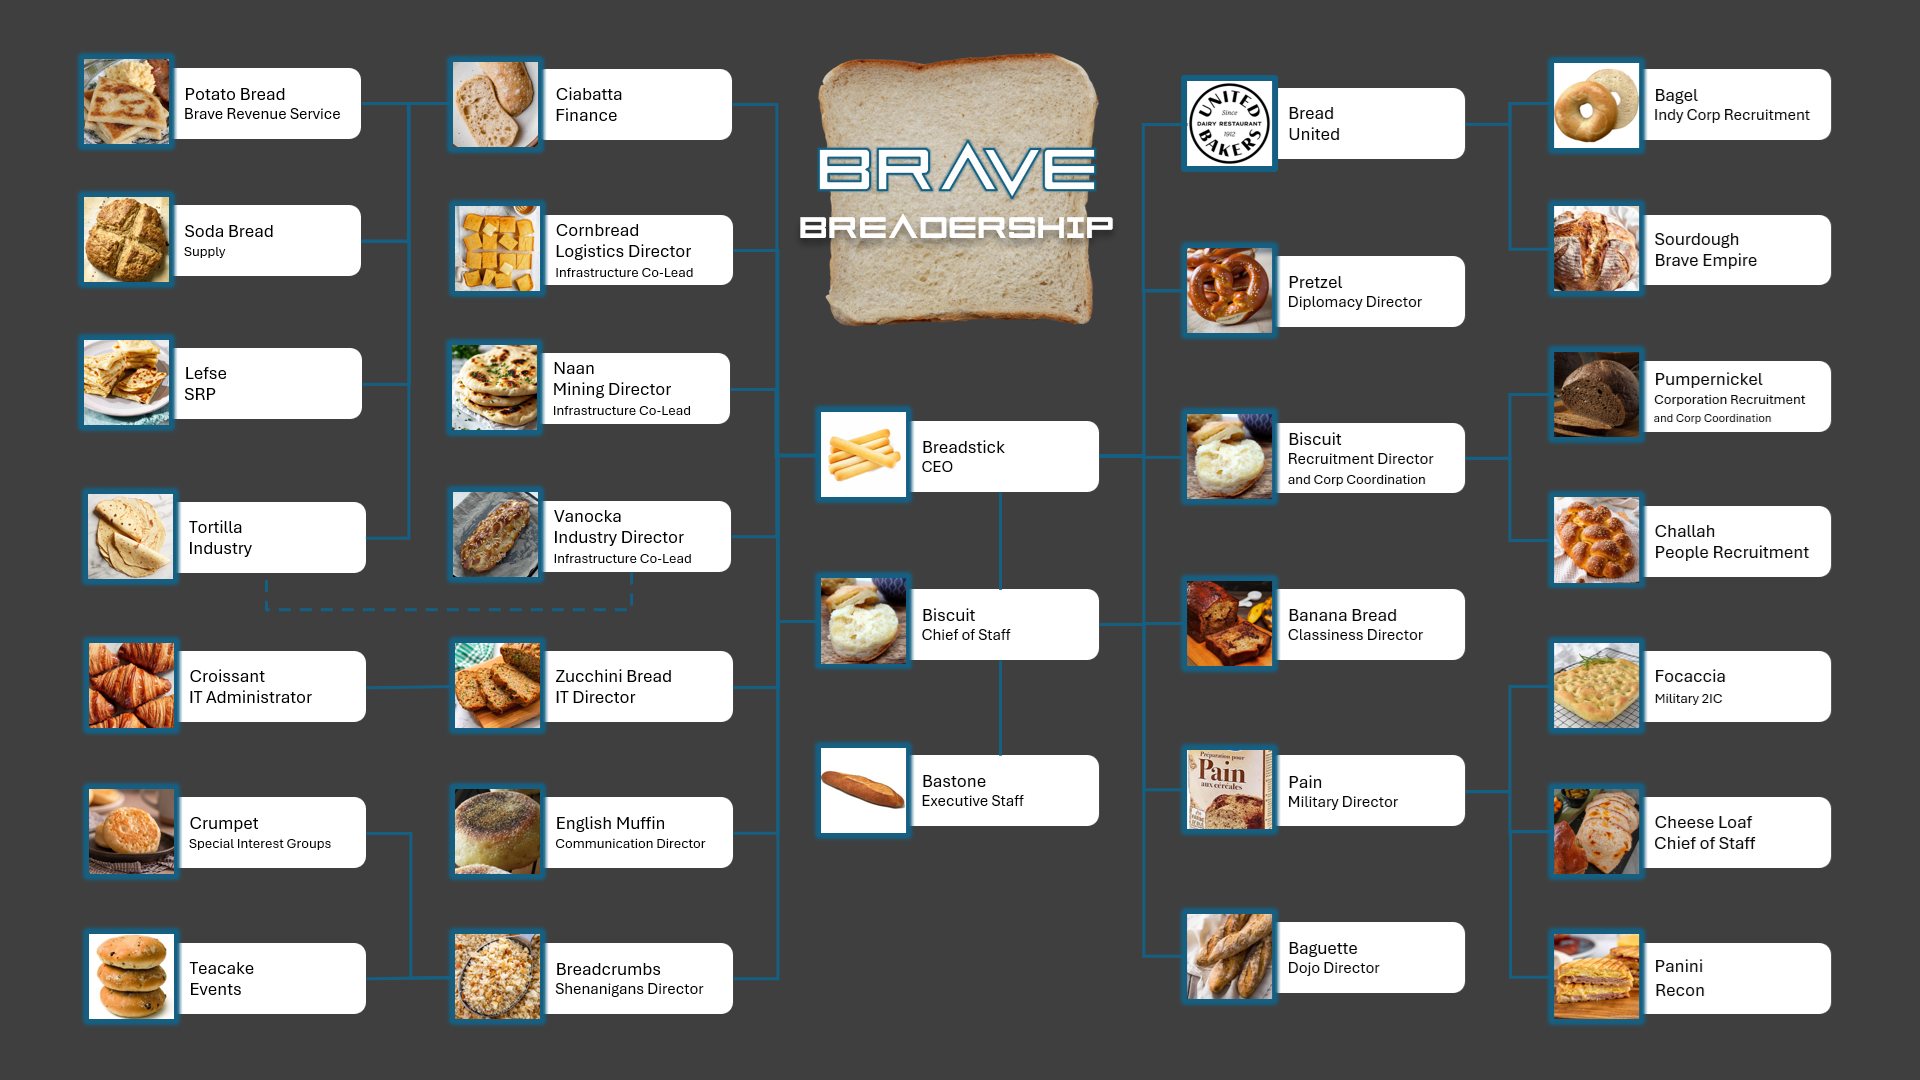 Potato Bread
Brave Revenue Service
Soda Bread
Supply
Lefse
SRP
Tortilla
Industry
Croissant
IT Administrator
Crumpet
Special Interest Groups
Teacake
Events
Ciabatta
Finance
Cornbread
Logistics Director
Infrastructure Co-Lead
Naan
Mining Director
Infrastructure Co-Lead
Vanocka
Industry Director
Infrastructure Co-Lead
Zucchini Bread
IT Director
English Muffin
Communication Director
Breadcrumbs
Shenanigans Director
BRAVE
BREADERSHIP
Breadstick
CEO
Biscuit
Chief of Staff
Bastone
Executive Staff
UNITED
Since
DAIRY RESTAURANT
1912
BAKERS
Bread
United
Pretzel
Diplomacy Director
Biscuit
Recruitment Director
and Corp Coordination
Banana Bread
Classiness Director
Préparation pour
Pain
aux céréales
Pain
Military Director
Baguette
Dojo Director
Bagel
Indy Corp Recruitment
Sourdough
Brave Empire
Pumpernickel
Corporation Recruitment
and Corp Coordination
Challah
People Recruitment
Focaccia
Military 2IC
Cheese Loaf
Chief of Staff
Panini
Recon